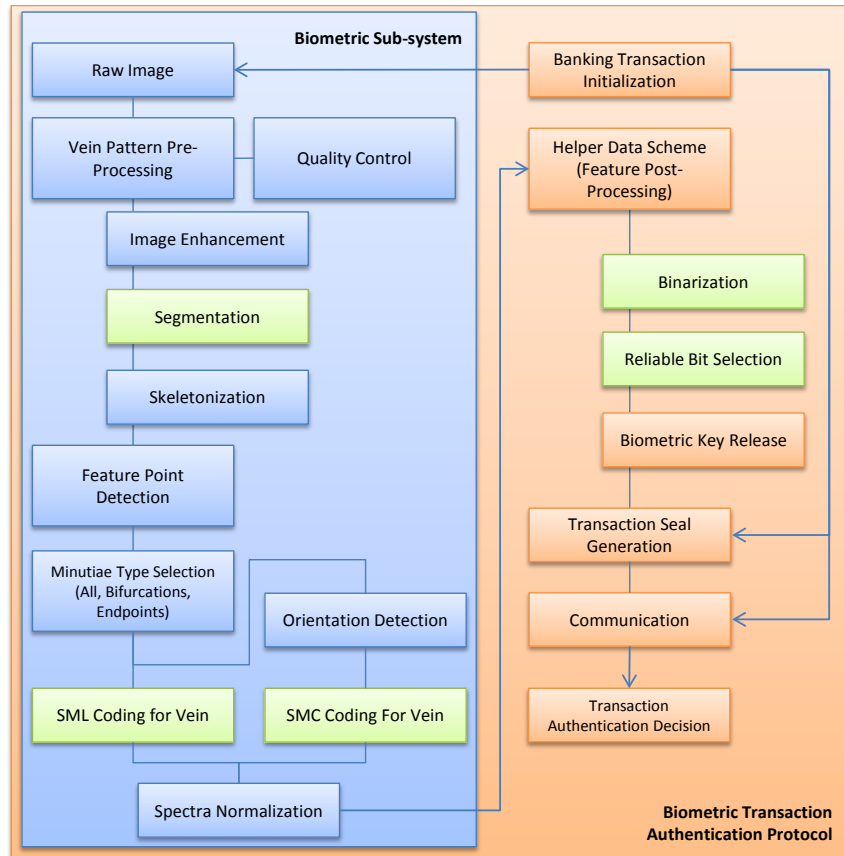 Biometric Sub-system
Raw Image
Vein Pattern Pre-
Processing
Quality Control
Image Enhancement
Segmentation
Skeletonization
Feature Point
Detection
Minutiae Type Selection
(All, Bifurcations,
Endpoints)
Orientation Detection
SML Coding for Vein
SMC Coding For Vein
Spectra Normalization
Banking Transaction
Initialization
Helper Data Scheme
(Feature Post-
Processing)
Binarization
Reliable Bit Selection
Biometric Key Release
Transaction Seal
Generation
Communication
Transaction
Authentication Decision
Biometric Transaction
Authentication Protocol